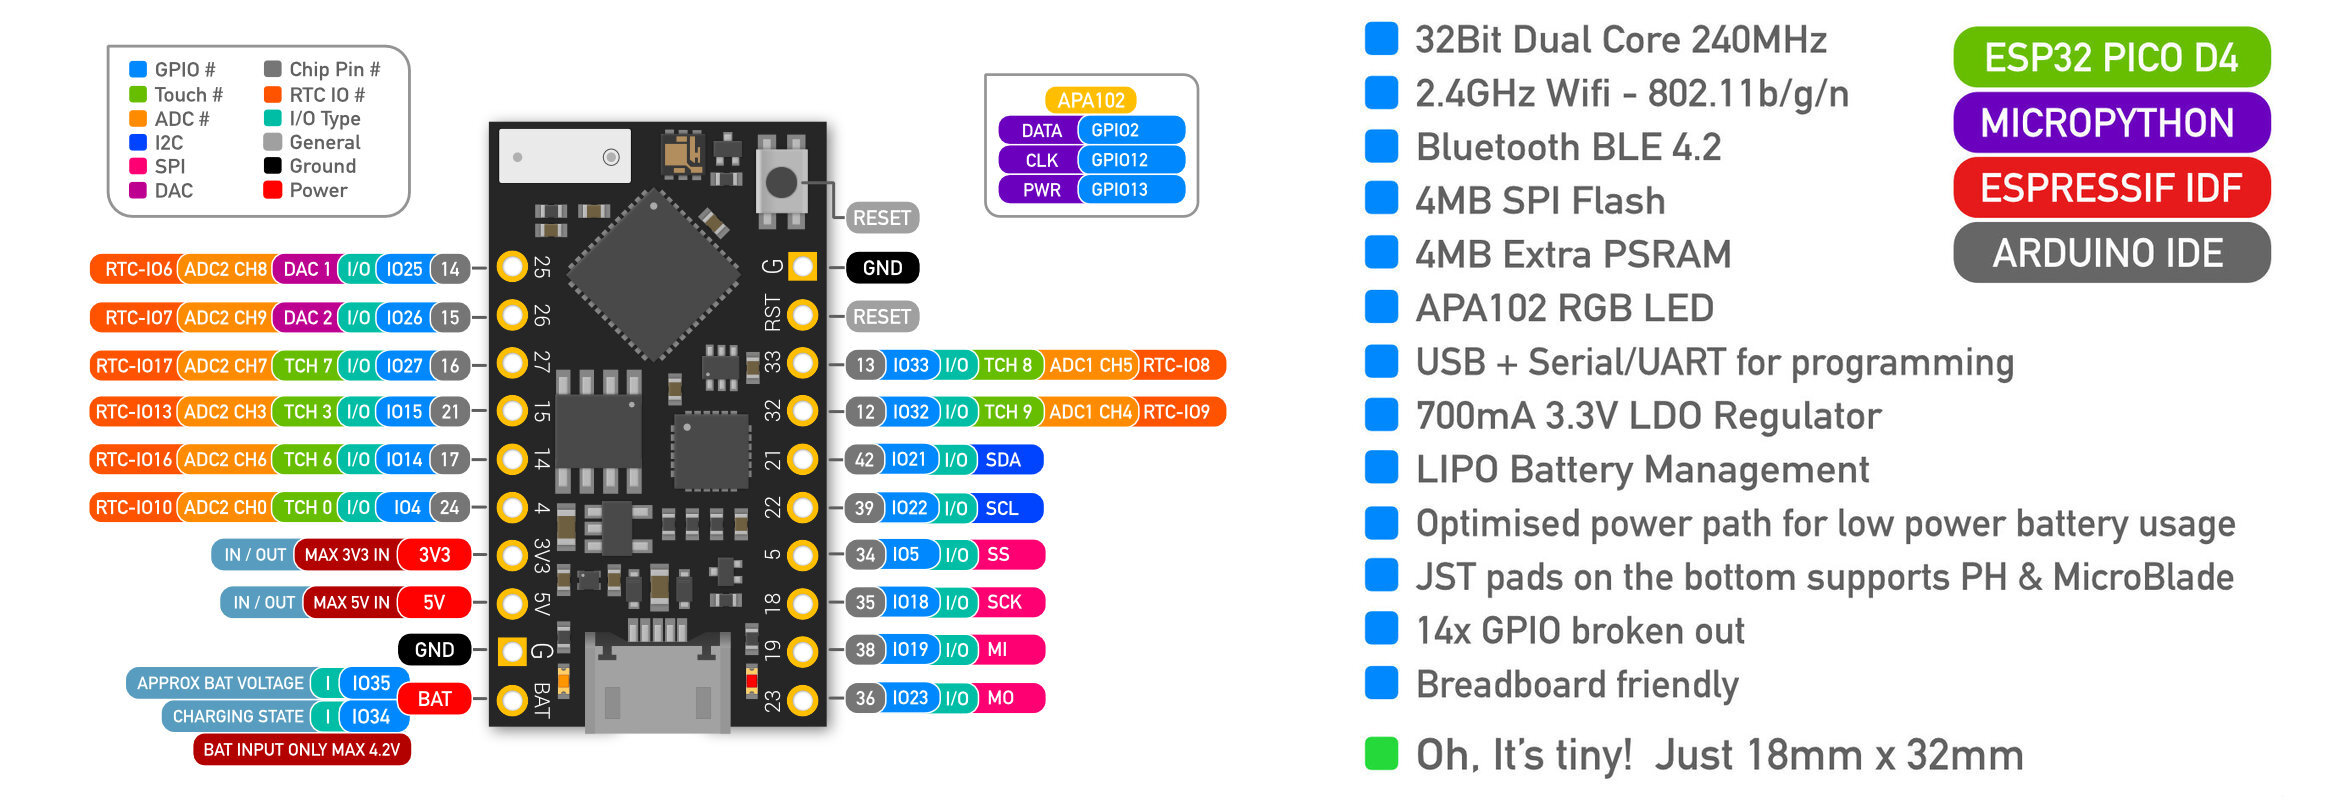 GPIO #
Touch #
ADC #
I2C
SPI
DAC
Chip Pin #
RTC IO #
I/O Type
General
Ground
Power
RTC-IO6 ADC2 CH8 DAC 1 I/O IO25 14
RTC-IO7 ADC2 CH9 DAC 2 I/O IO26 15
RTC-IO17 ADC2 CH7 TCH 7 I/O IO27 16
RTC-IO13 ADC2 CH3 TCH 3 I/O IO15 21
RTC-IO16 ADC2 CH6 TCH 6 I/O IO14 17
RTC-IO10 ADC2 CH0 TCH 0 I/O IO4 24
IN / OUT MAX 3V3 IN 3V3
IN / OUT MAX 5V IN 5V
GND
APPROX BAT VOLTAGE I IO35
BAT
CHARGING STATE I IO34
BAT INPUT ONLY MAX 4.2V
25
26
27
15
14
4
3V3
5V
G
BAT
G
RST
33
32
21
22
5
18
19
23
RESET
GND
RESET
13 IO33 I/O TCH 8 ADC1 CH5 RTC-IO8
12 IO32 I/O TCH 9 ADC1 CH4 RTC-IO9
42 IO21 I/O SDA
39 IO22 I/O SCL
34 IO5 I/O SS
35 IO18 I/O SCK
38 IO19 I/O MI
36 IO23 I/O MO
APA102
DATA GPIO2
CLK GPIO12
PWR GPIO13
32Bit Dual Core 240MHz
2.4GHz Wifi - 802.11b/g/n
Bluetooth BLE 4.2
4MB SPI Flash
4MB Extra PSRAM
APA102 RGB LED
USB + Serial/UART for programming
700mA 3.3V LDO Regulator
LIPO Battery Management
Optimised power path for low power battery usage
JST pads on the bottom supports PH & MicroBlade
14x GPIO broken out
Breadboard friendly
Oh, It's tiny! Just 18mm x 32mm
ESP32 PICO D4
MICROPYTHON
ESPRESSIF IDF
ARDUINO IDE